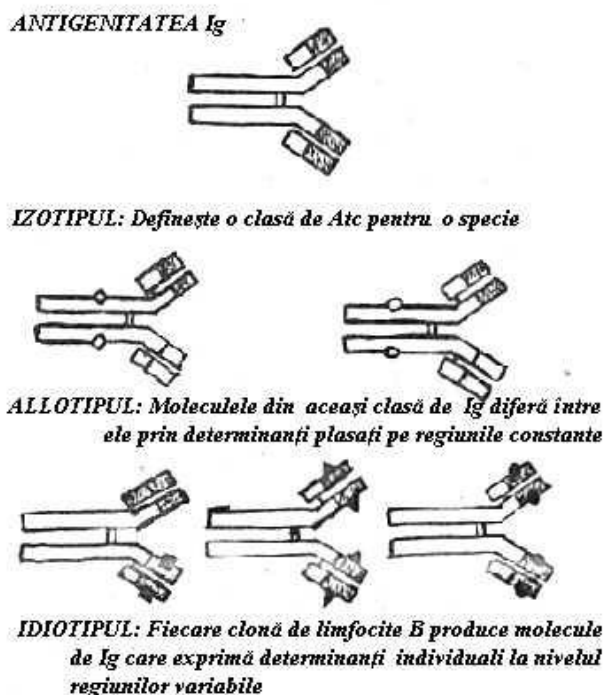 ANTIGENITATEA Ig
IZOTIPUL: Definește o clasă de Atc pentru o specie
ALLOTIPUL: Moleculele din aceași clasă de Ig diferă între
ele prin determinanți plasați pe regiunile constante
IDIOTIPUL: Fiecare clonă de limfocite B produce molecule
de Ig care exprimă determinanți individuali la nivelul
regiunilor variabile